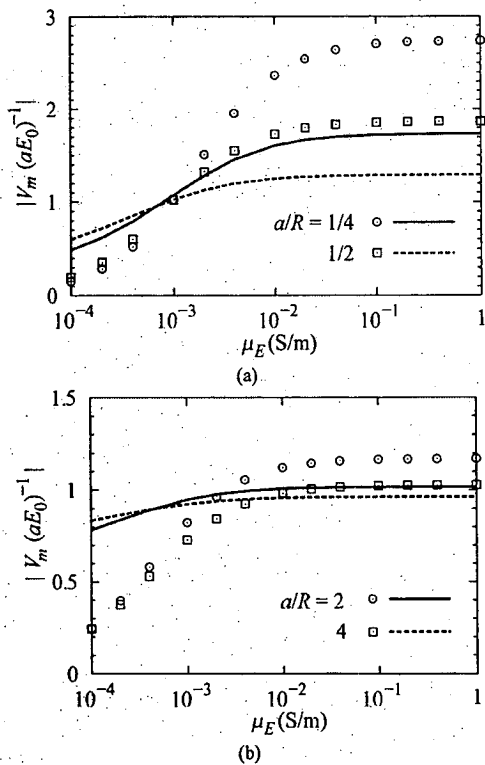 3
2
1
0
|V_m (aE_0)^{-1}|
a/R = 1/4
1/2
10^{-4} 10^{-3} 10^{-2} 10^{-1} 1
μ_E (S/m)
(a)
1.5
1
0.5
0
|V_m (aE_0)^{-1}|
a/R = 2
4
10^{-4} 10^{-3} 10^{-2} 10^{-1} 1
μ_E (S/m)
(b)